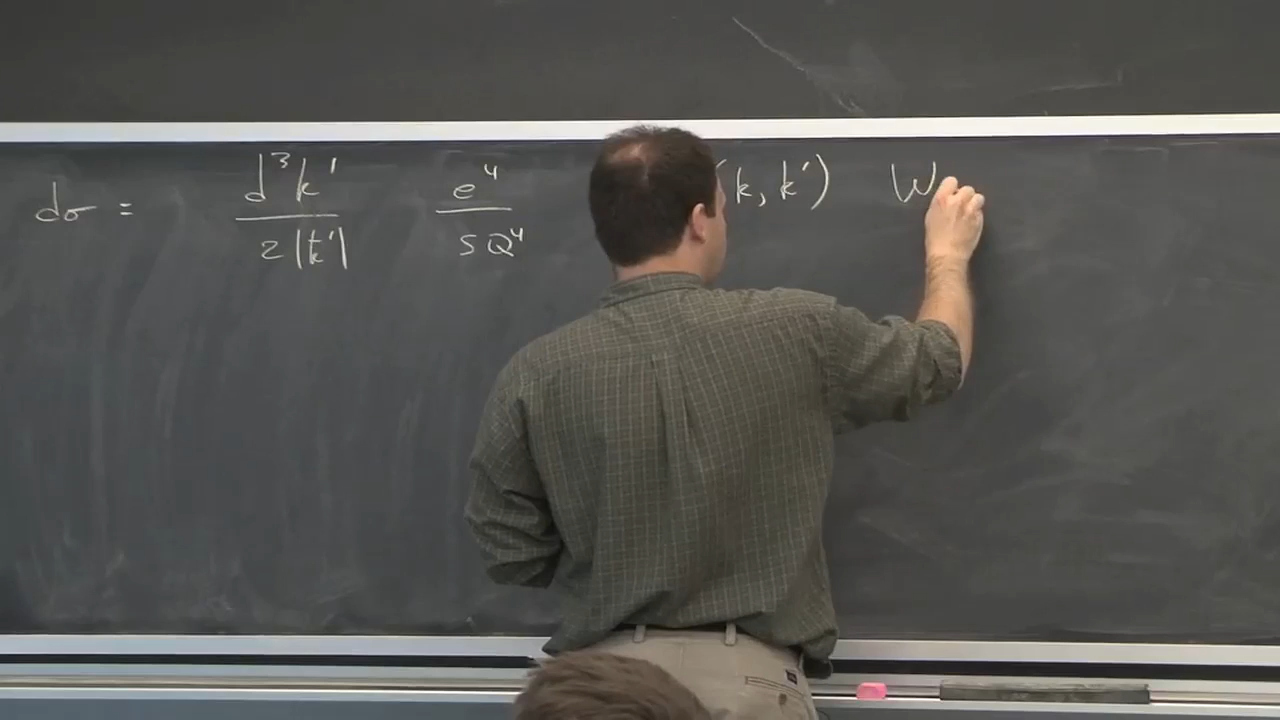 dσ = d³k' / 2|k⃗'| e⁴ / sQ⁴ (k, k') W